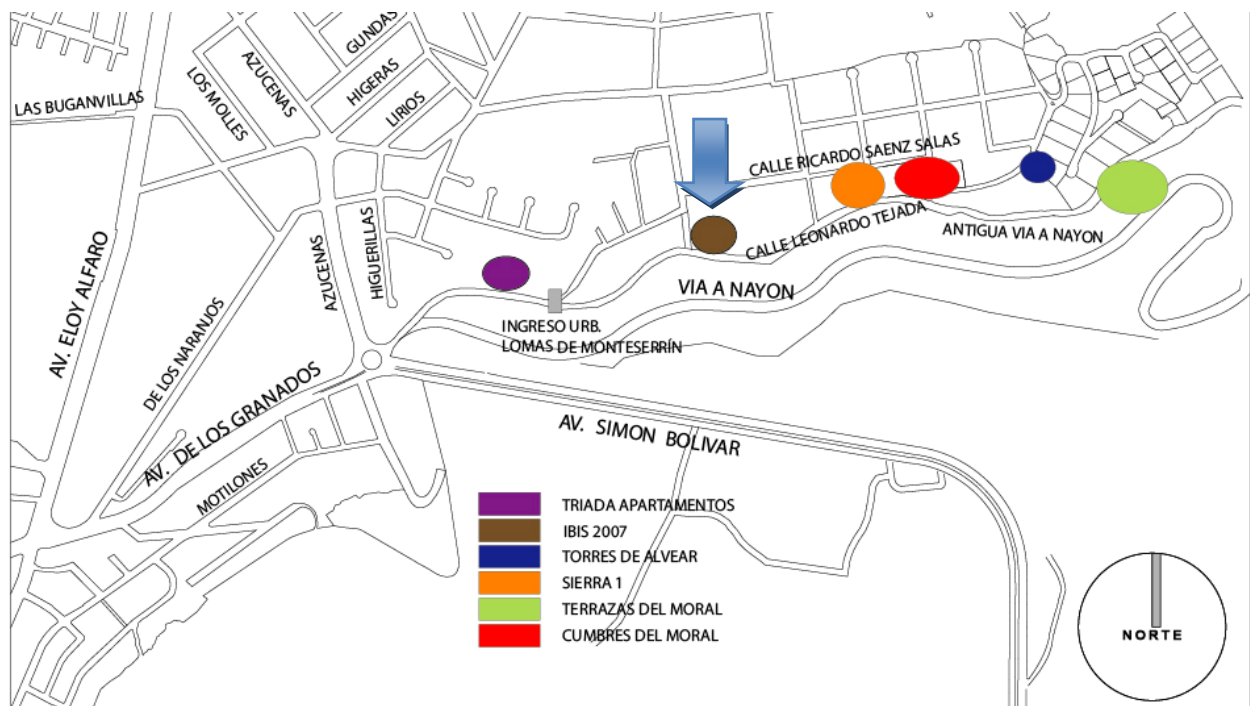 GUNDAS
AZUCENAS
HIGERAS
LOS MOLLES
LAS BUGANVILLAS
LIRIOS
CALLE RICARDO SAENZ SALAS
CALLE LEONARDO TEJADA
ANTIGUA VIA A NAYON
HIGUERILLAS
AZUCENAS
AV. ELOY ALFARO
VIA A NAYON
DE LOS NARANJOS
INGRESO URB.
LOMAS DE MONTESERRÍN
AV. DE LOS GRANADOS
AV. SIMON BOLIVAR
MOTILONES
TRIADA APARTAMENTOS
IBIS 2007
TORRES DE ALVEAR
SIERRA 1
TERRAZAS DEL MORAL
CUMBRES DEL MORAL
NORTE